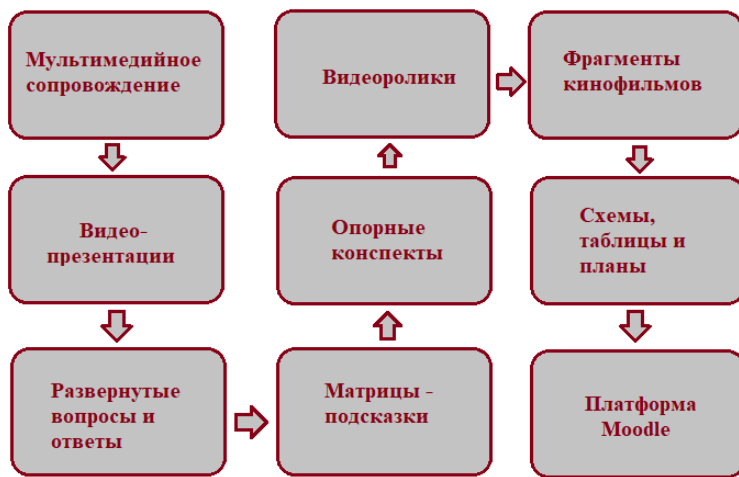 Мультимедийное
сопровождение
Видео-
презентации
Развернутые
вопросы и
ответы
Матрицы -
подсказки
Опорные
конспекты
Видеоролики
Фрагменты
кинофильмов
Схемы,
таблицы и
планы
Платформа
Moodle